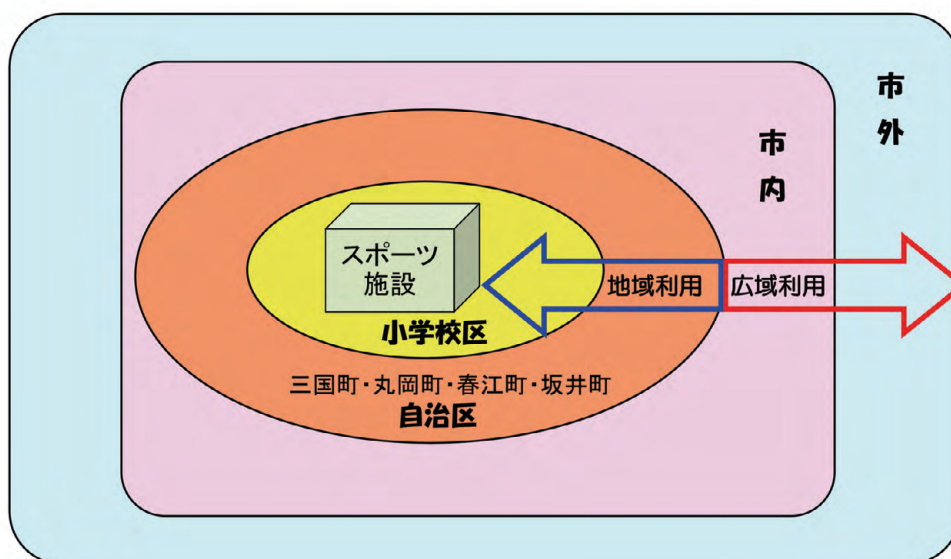 市外
市内
スポーツ
施設
地域利用
広域利用
小学校区
三国町・丸岡町・春江町・坂井町
自治区